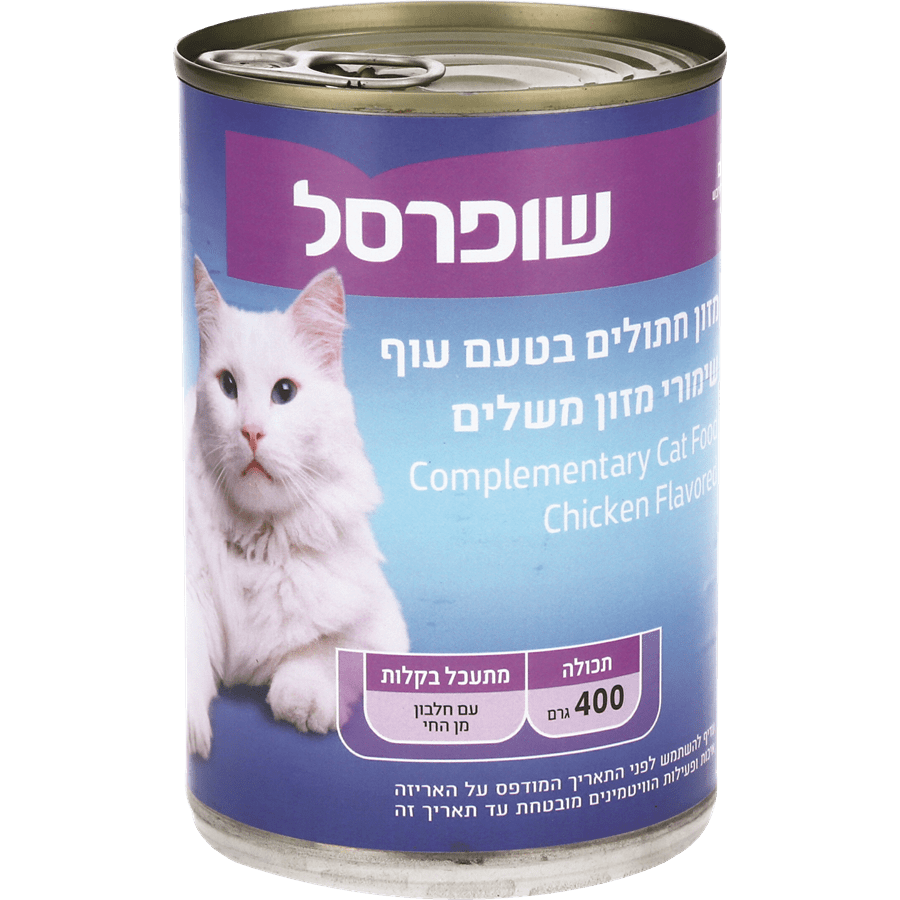 שופרסל
מזון חתולים בטעם עוף
שימורי מזון משלים
Complementary Cat Food
Chicken Flavored
תכולה
400 גרם
מתעכל בקלות
עם חלבון
מן החי
להשתמש לפני התאריך המודפס על האריזה
ופעילות הוויטמינים מובטחת עד תאריך זה